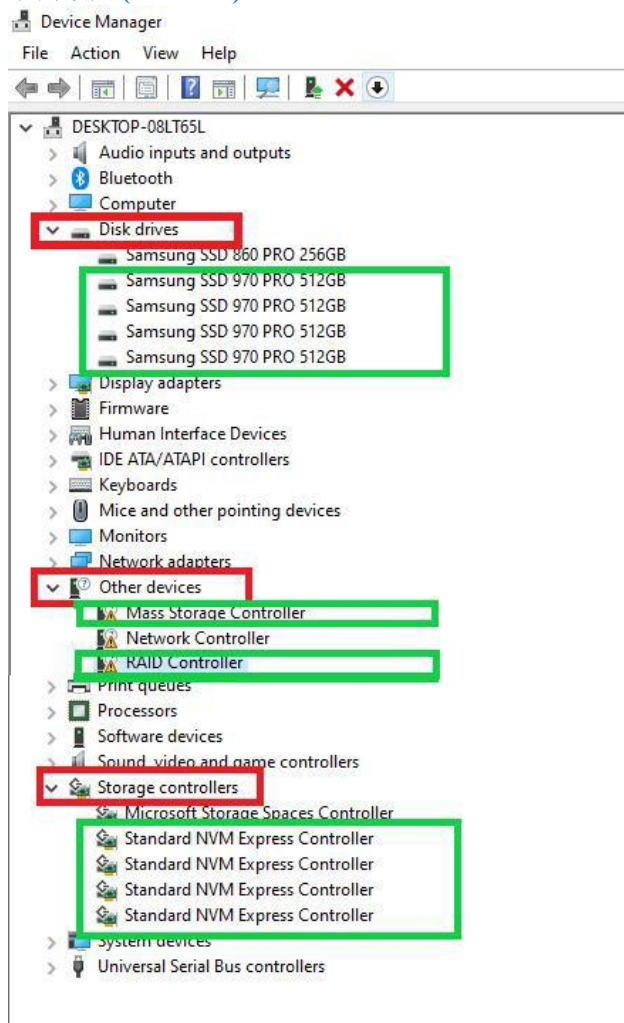 Device Manager
File Action View Help
DESKTOP-08LT65L
Audio inputs and outputs
Bluetooth
Computer
Disk drives
Samsung SSD 860 PRO 256GB
Samsung SSD 970 PRO 512GB
Samsung SSD 970 PRO 512GB
Samsung SSD 970 PRO 512GB
Samsung SSD 970 PRO 512GB
Display adapters
Firmware
Human Interface Devices
IDE ATA/ATAPI controllers
Keyboards
Mice and other pointing devices
Monitors
Network adapters
Other devices
Mass Storage Controller
Network Controller
RAID Controller
Print queues
Processors
Software devices
Sound, video and game controllers
Storage controllers
Microsoft Storage Spaces Controller
Standard NVM Express Controller
Standard NVM Express Controller
Standard NVM Express Controller
Standard NVM Express Controller
System devices
Universal Serial Bus controllers